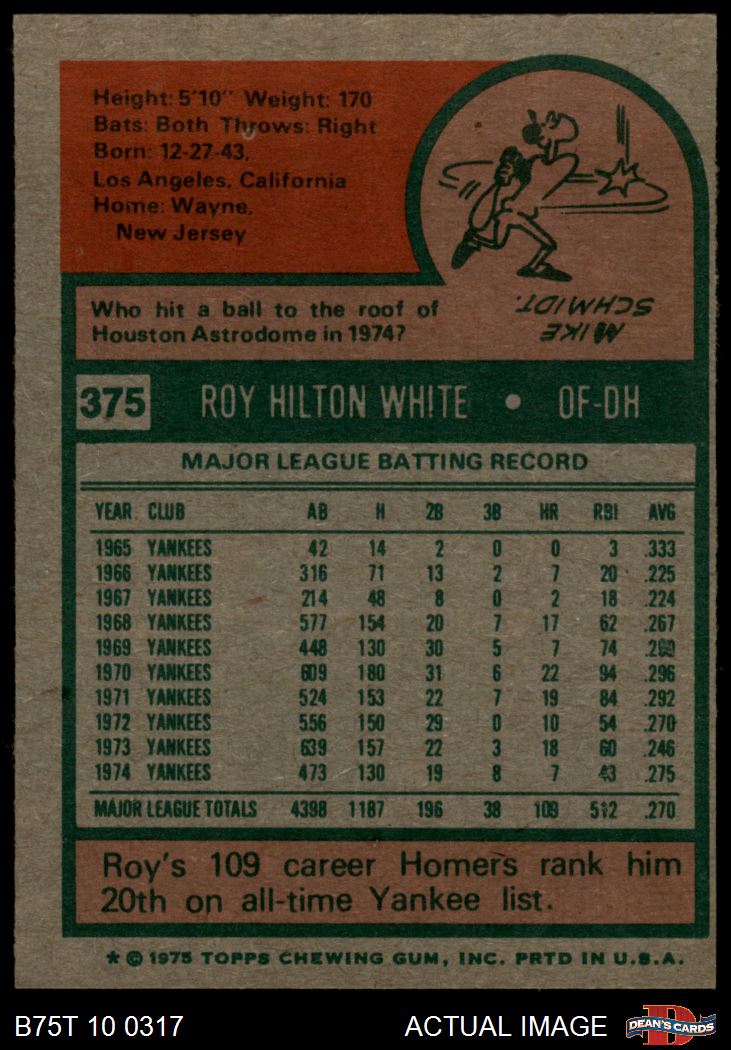 Height: 5'10" Weight: 170
Bats: Both Throws: Right
Born: 12-27-43,
Los Angeles, California
Home: Wayne,
New Jersey
Who hit a ball to the roof of
Houston Astrodome in 1974?
MIKE
SCHMIDT.
375 ROY HILTON WHITE • OF-DH
MAJOR LEAGUE BATTING RECORD
YEAR CLUB AB H 2B 3B HR RBI AVG
1965 YANKEES 42 14 2 0 0 3 .333
1966 YANKEES 316 71 13 2 7 20 .225
1967 YANKEES 214 48 8 0 2 18 .224
1968 YANKEES 577 154 20 7 17 62 .267
1969 YANKEES 448 130 30 5 7 74
1970 YANKEES 609 180 31 6 22 94 .296
1971 YANKEES 524 153 22 7 19 84 .292
1972 YANKEES 556 150 29 0 10 54 .270
1973 YANKEES 639 157 22 3 18 60 .246
1974 YANKEES 473 130 19 8 7 43 .275
MAJOR LEAGUE TOTALS 4398 1187 196 38 109 512 .270
Roy's 109 career Homers rank him
20th on all-time Yankee list.
* © 1975 TOPPS CHEWING GUM, INC. PRTD IN U.S.A.
B75T 10 0317 ACTUAL IMAGE DEAN'S CARDS